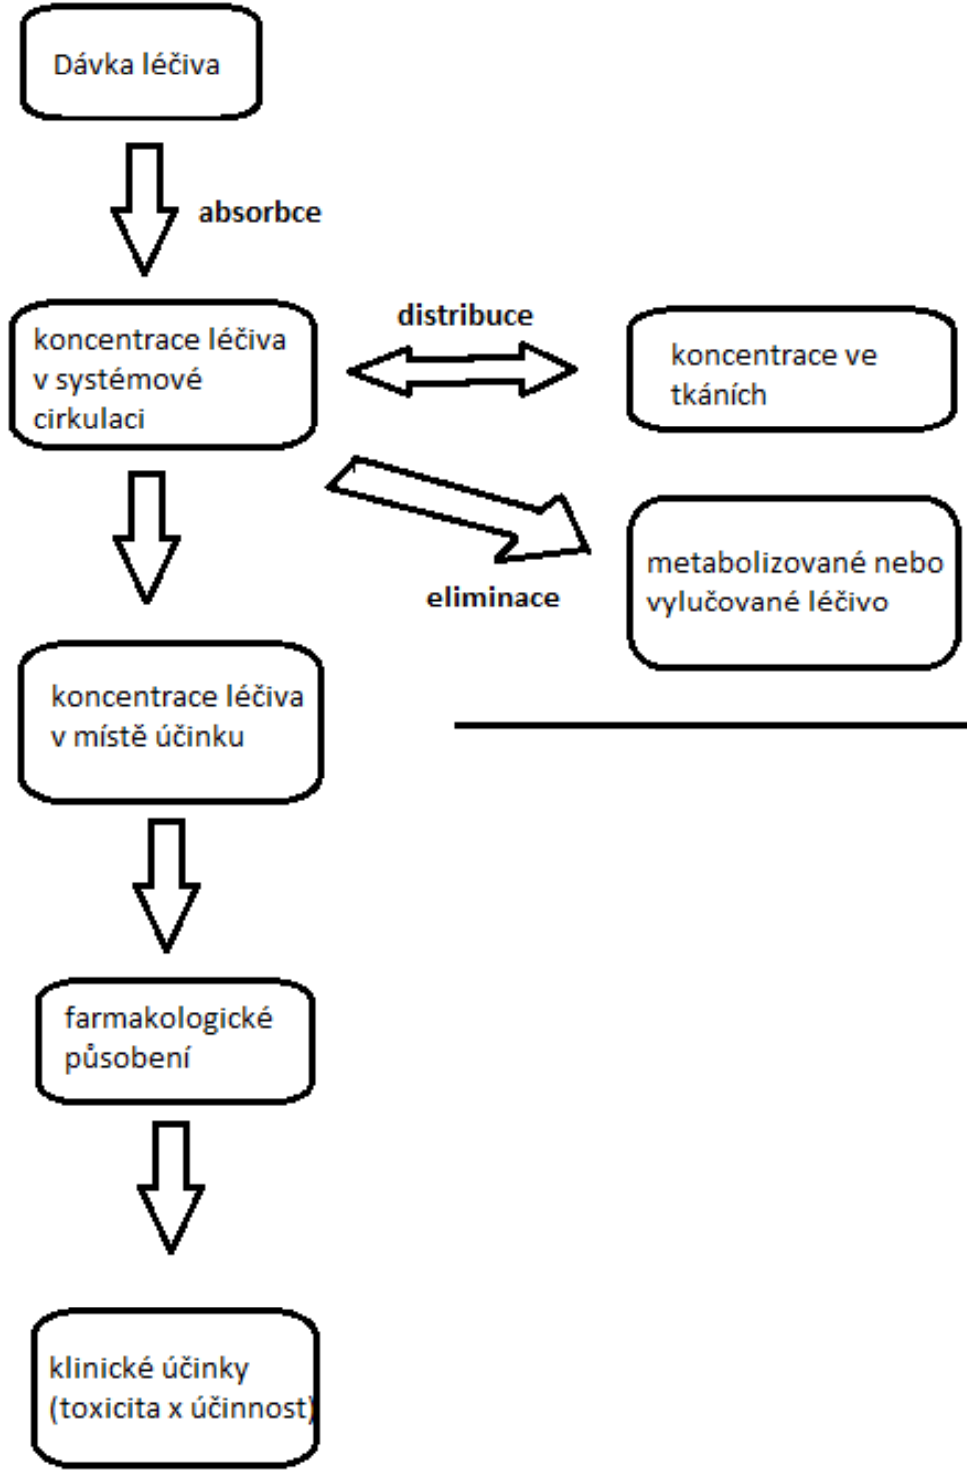 Dávka léčiva
absorbce
koncentrace léčiva
v systémové
cirkulaci
distribuce
koncentrace ve
tkáních
eliminace
metabolizované nebo
vylučované léčivo
koncentrace léčiva
v místě účinku
farmakologické
působení
klinické účinky
(toxicita x účinnost)